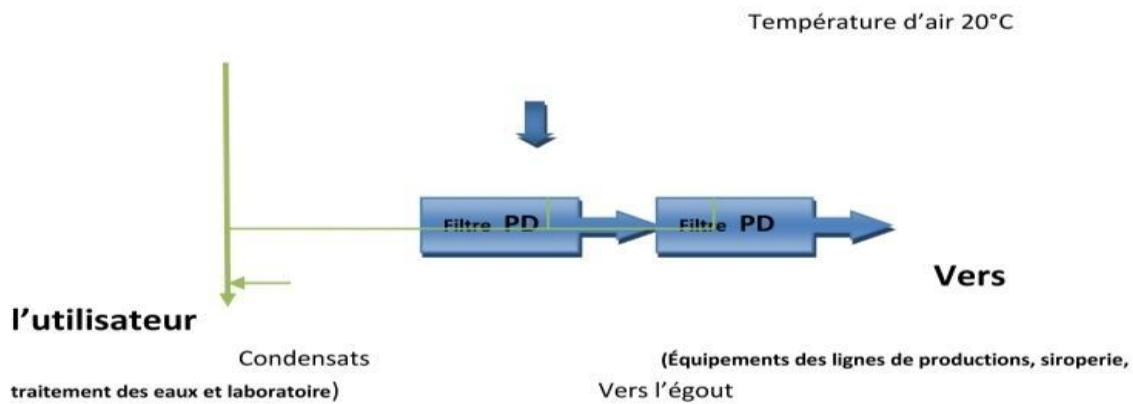 Température d’air 20°C
Filtre PD
Filtre PD
Vers
l’utilisateur
Condensats (Équipements des lignes de productions, siroperie,
traitement des eaux et laboratoire) Vers l’égout